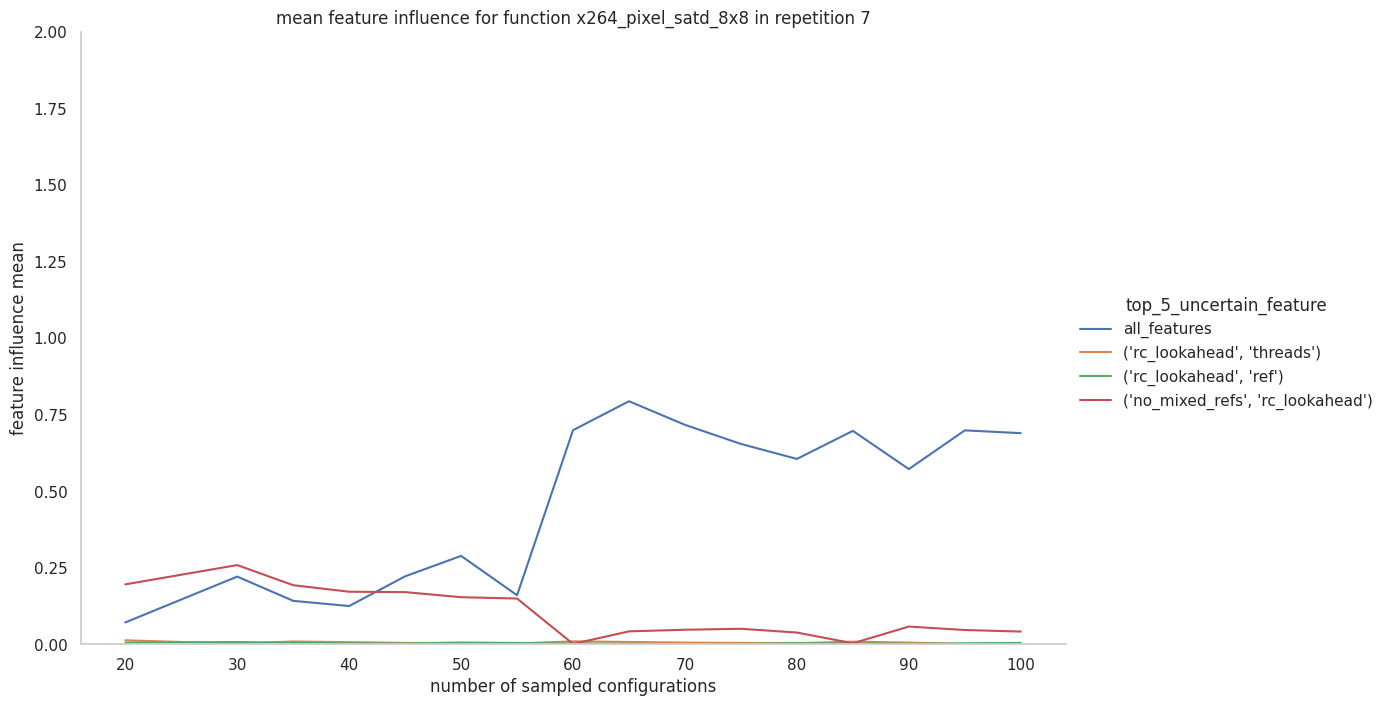 mean feature influence for function x264_pixel_satd_8x8 in repetition 7
2.00
1.75
1.50
1.25
1.00
0.75
0.50
0.25
0.00
feature influence mean
20 30 40 50 60 70 80 90 100
number of sampled configurations
top_5_uncertain_feature
all_features
('rc_lookahead', 'threads')
('rc_lookahead', 'ref')
('no_mixed_refs', 'rc_lookahead')